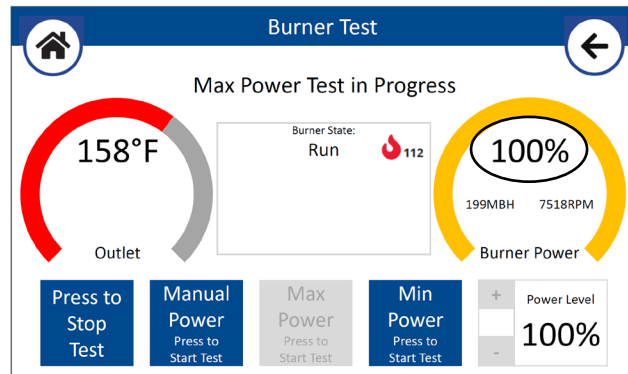 Burner Test
Max Power Test in Progress
158°F
Outlet
Burner State:
Run
112
100%
199MBH 7518RPM
Burner Power
Press to
Stop
Test
Manual
Power
Press to
Start Test
Max
Power
Press to
Start Test
Min
Power
Press to
Start Test
+
-
Power Level
100%